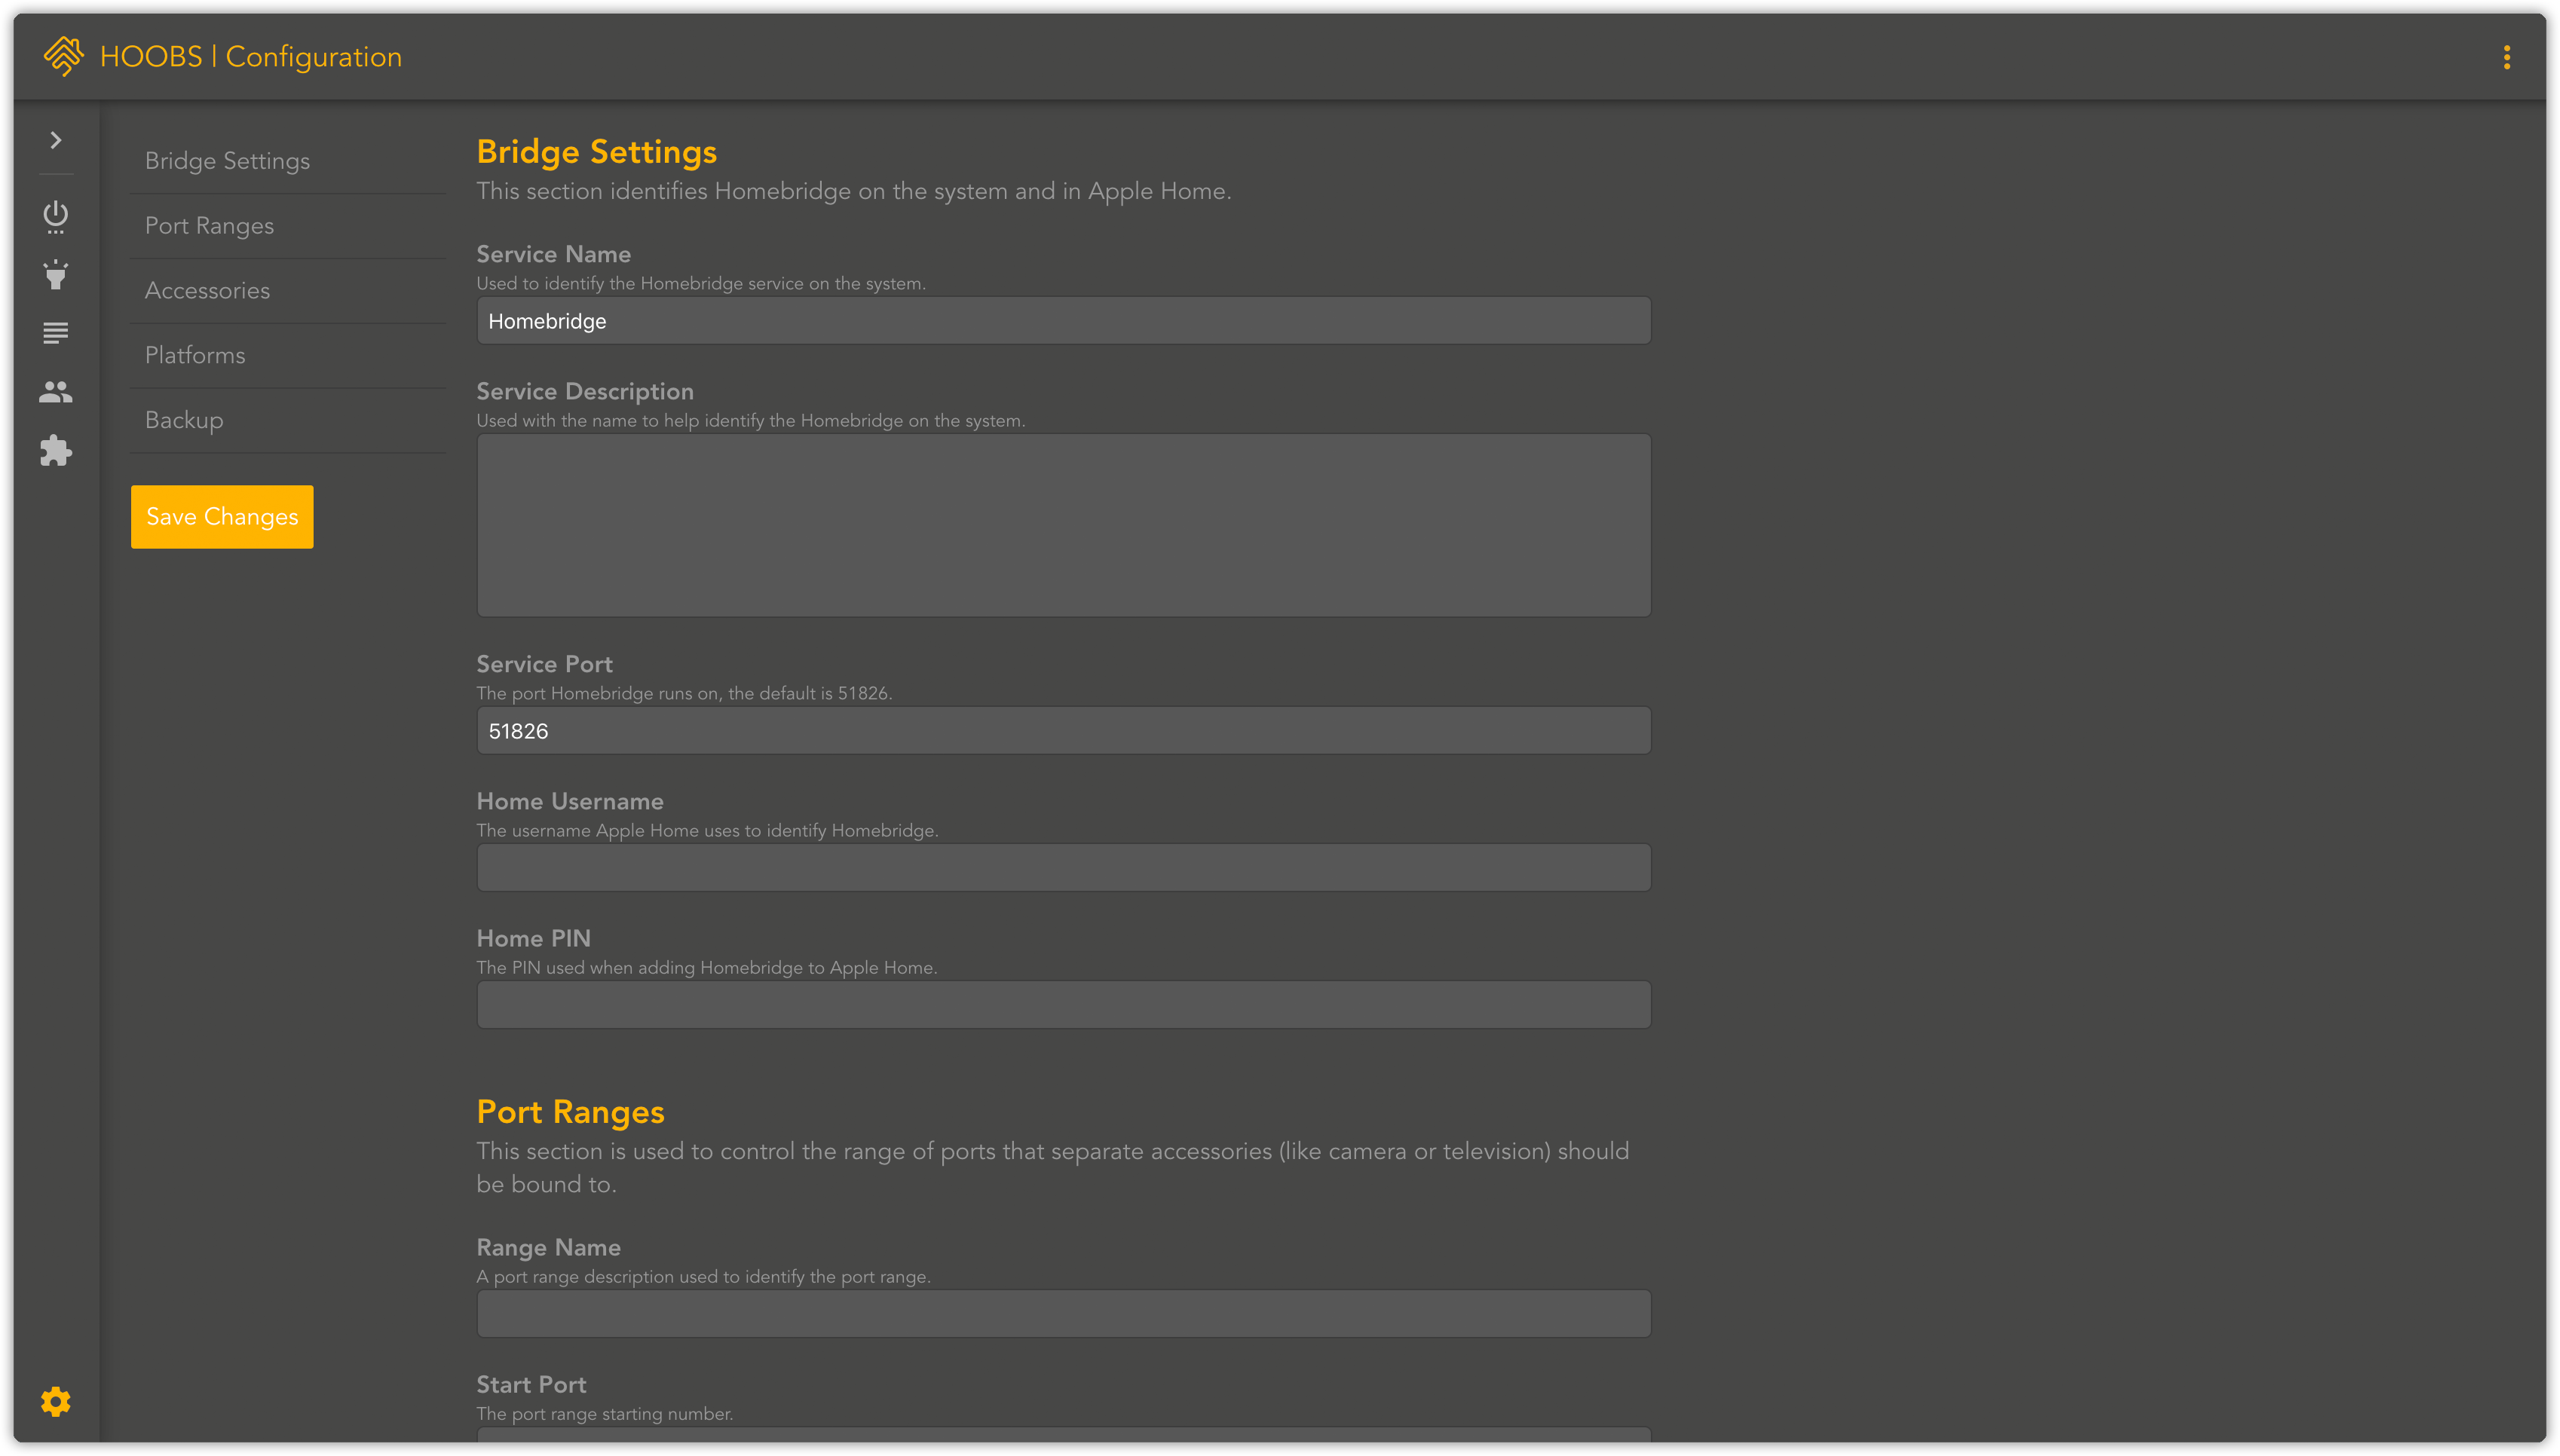 HOOBS | Configuration
Bridge Settings
Port Ranges
Accessories
Platforms
Backup
Save Changes
Bridge Settings
This section identifies Homebridge on the system and in Apple Home.
Service Name
Used to identify the Homebridge service on the system.
Homebridge
Service Description
Used with the name to help identify the Homebridge on the system.
Service Port
The port Homebridge runs on, the default is 51826.
51826
Home Username
The username Apple Home uses to identify Homebridge.
Home PIN
The PIN used when adding Homebridge to Apple Home.
Port Ranges
This section is used to control the range of ports that separate accessories (like camera or television) should
be bound to.
Range Name
A port range description used to identify the port range.
Start Port
The port range starting number.